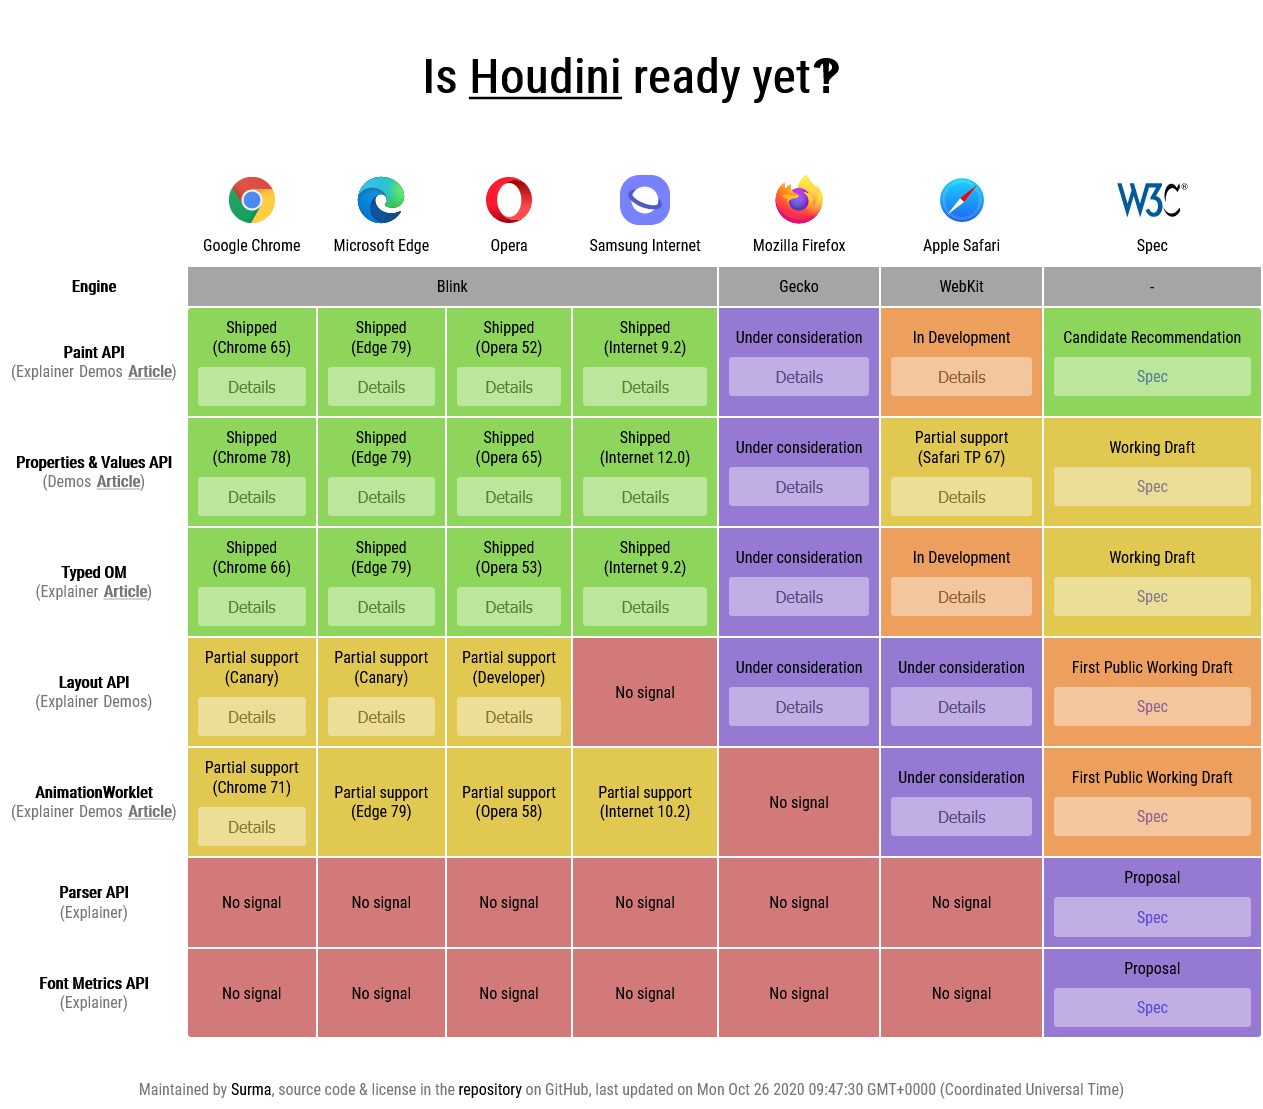 Is Houdini ready yet‽
W3C®
Google Chrome Microsoft Edge Opera Samsung Internet Mozilla Firefox Apple Safari Spec
Engine Blink Gecko WebKit -
Paint API
(Explainer Demos Article)
Shipped
(Chrome 65)
Details
Shipped
(Edge 79)
Details
Shipped
(Opera 52)
Details
Shipped
(Internet 9.2)
Details
Under consideration
Details
In Development
Details
Candidate Recommendation
Spec
Properties & Values API
(Demos Article)
Shipped
(Chrome 78)
Details
Shipped
(Edge 79)
Details
Shipped
(Opera 65)
Details
Shipped
(Internet 12.0)
Details
Under consideration
Details
Partial support
(Safari TP 67)
Details
Working Draft
Spec
Typed OM
(Explainer Article)
Shipped
(Chrome 66)
Details
Shipped
(Edge 79)
Details
Shipped
(Opera 53)
Details
Shipped
(Internet 9.2)
Details
Under consideration
Details
In Development
Details
Working Draft
Spec
Layout API
(Explainer Demos)
Partial support
(Canary)
Details
Partial support
(Canary)
Details
Partial support
(Developer)
Details
No signal
Under consideration
Details
Under consideration
Details
First Public Working Draft
Spec
AnimationWorklet
(Explainer Demos Article)
Partial support
(Chrome 71)
Details
Partial support
(Edge 79)
Partial support
(Opera 58)
Partial support
(Internet 10.2)
No signal
Under consideration
Details
First Public Working Draft
Spec
Parser API
(Explainer)
No signal
No signal
No signal
No signal
No signal
No signal
Proposal
Spec
Font Metrics API
(Explainer)
No signal
No signal
No signal
No signal
No signal
No signal
Proposal
Spec
Maintained by Surma, source code & license in the repository on GitHub, last updated on Mon Oct 26 2020 09:47:30 GMT+0000 (Coordinated Universal Time)